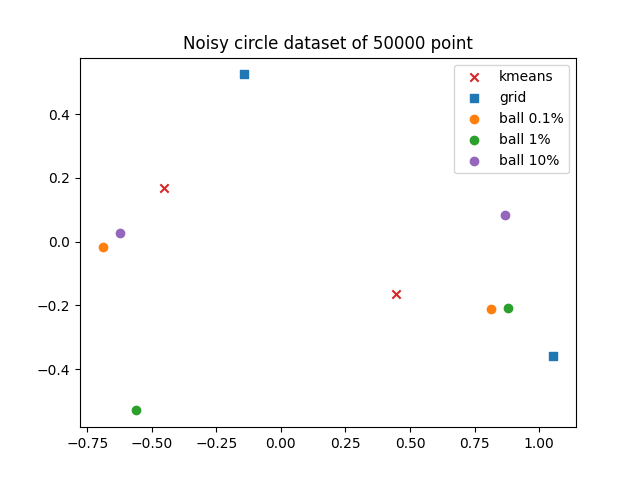 Noisy circle dataset of 50000 point
kmeans
grid
ball 0.1%
ball 1%
ball 10%
0.4
0.2
0.0
−0.2
−0.4
−0.75 −0.50 −0.25 0.00 0.25 0.50 0.75 1.00